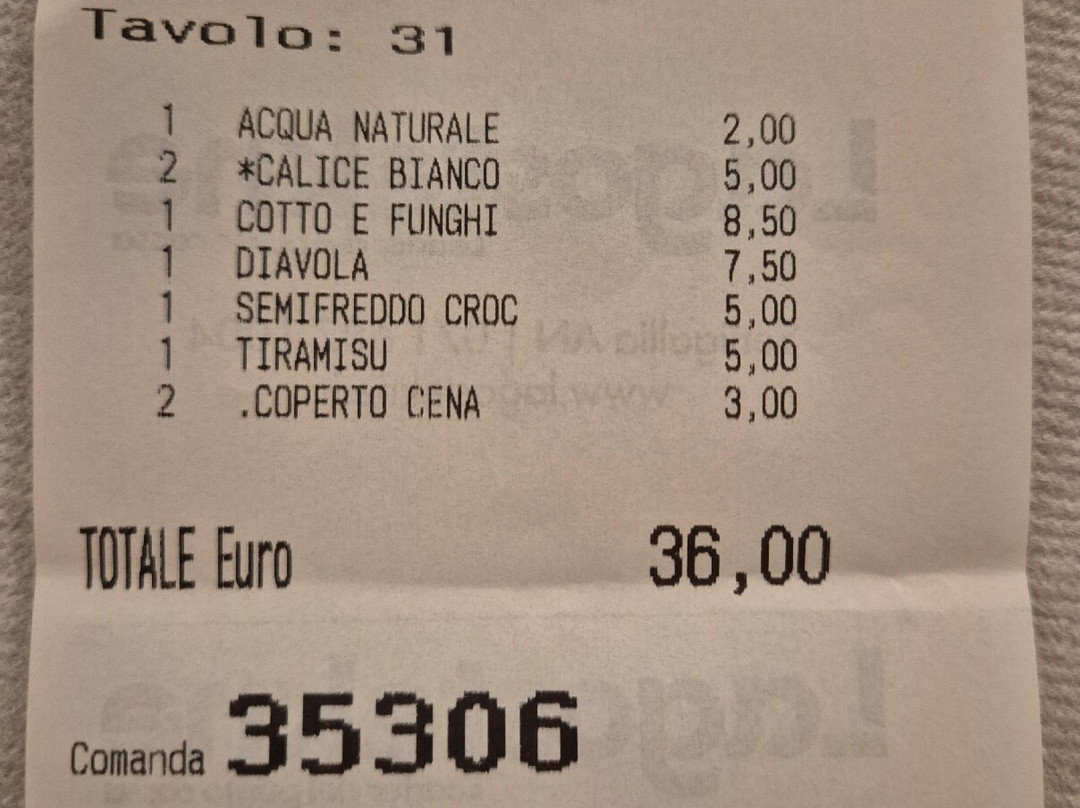 Tavolo: 31
1 ACQUA NATURALE 2,00
2 *CALICE BIANCO 5,00
1 COTTO E FUNGHI 8,50
1 DIAVOLA 7,50
1 SEMIFREDDO CROC 5,00
1 TIRAMISU 5,00
2 .COPERTO CENA 3,00
TOTALE Euro 36,00
Comanda 35306